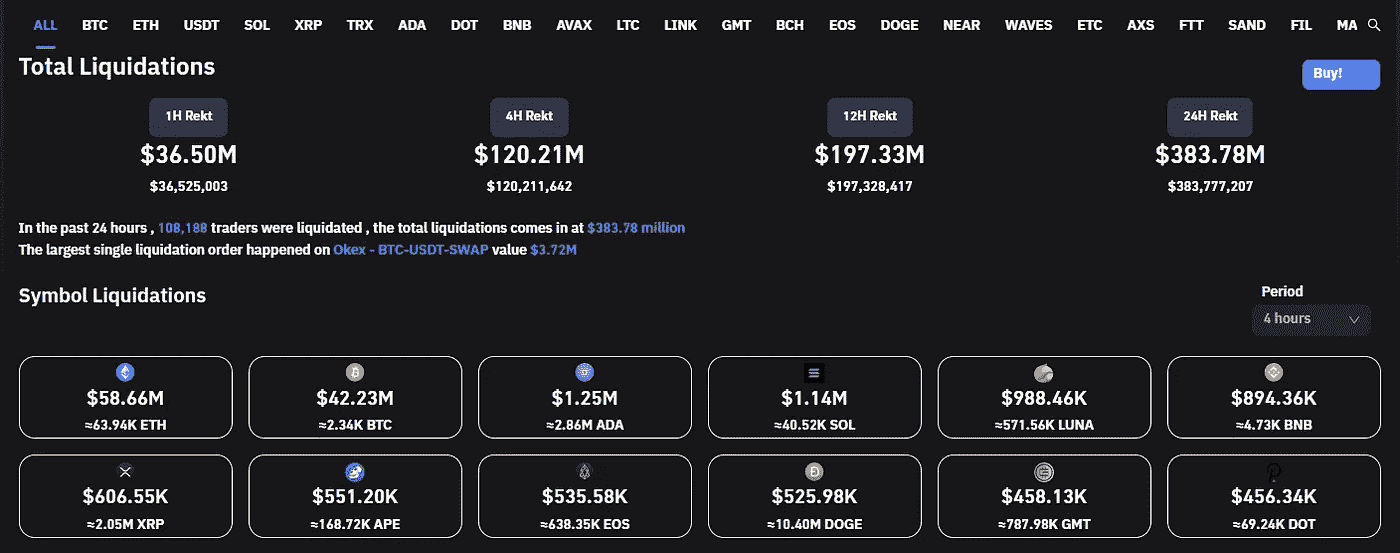 ALL BTC ETH USDT SOL XRP TRX ADA DOT BNB AVAX LTC LINK GMT BCH EOS DOGE NEAR WAVES ETC AXS FTT SAND FIL MA
Total Liquidations
Buy!
1H Rekt 4H Rekt 12H Rekt 24H Rekt
$36.50M $120.21M $197.33M $383.78M
$36,525,003 $120,211,642 $197,328,417 $383,777,207
In the past 24 hours , 108,188 traders were liquidated , the total liquidations comes in at $383.78 million
The largest single liquidation order happened on Okex - BTC-USDT-SWAP value $3.72M
Symbol Liquidations
Period
4 hours
$58.66M $42.23M $1.25M $1.14M $988.46K $894.36K
≈63.94K ETH ≈2.34K BTC ≈2.86M ADA ≈40.52K SOL ≈571.56K LUNA ≈4.73K BNB
$606.55K $551.20K $535.58K $525.98K $458.13K $456.34K
≈2.05M XRP ≈168.72K APE ≈638.35K EOS ≈10.40M DOGE ≈787.98K GMT ≈69.24K DOT